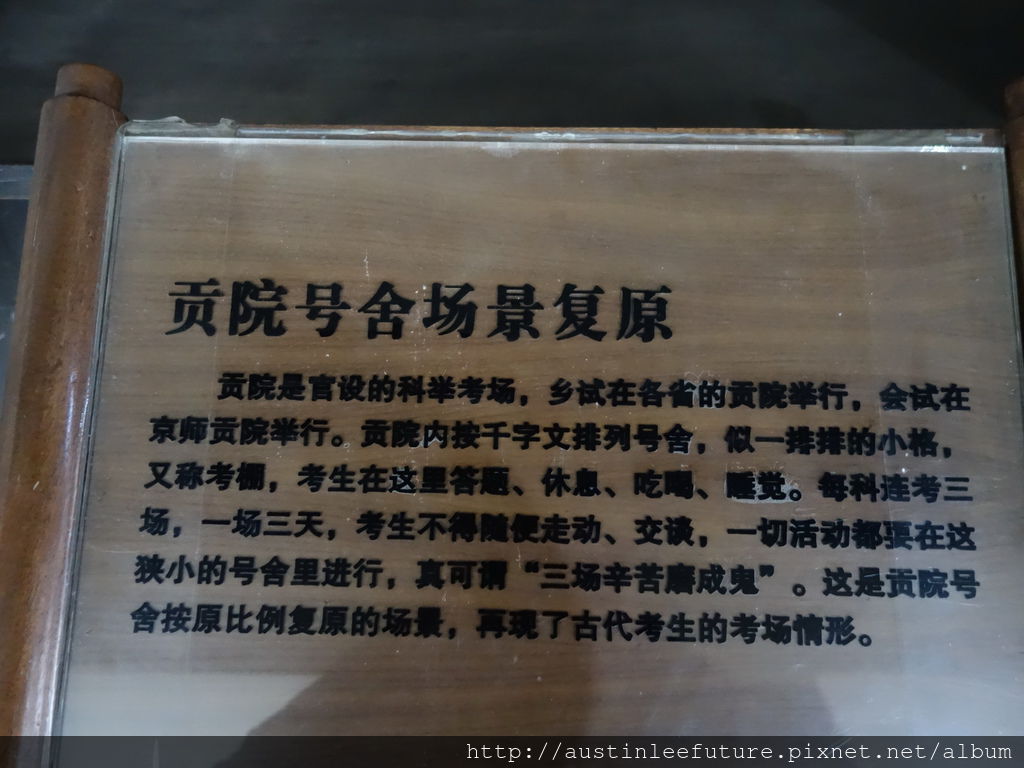 贡院号舍场景复原
贡院是官设的科举考场，乡试在各省的贡院举行，会试在
京师贡院举行。贡院内按千字文排列号舍，似一排排的小格，
又称考棚，考生在这里答题、休息、吃喝、睡觉。每科连考三
场，一场三天，考生不得随便走动、交谈，一切活动都要在这
狭小的号舍里进行，真可谓“三场辛苦磨成鬼”。这是贡院号
舍按原比例复原的场景，再现了古代考生的考场情形。
http://austinleefuture.pixnet.net/album